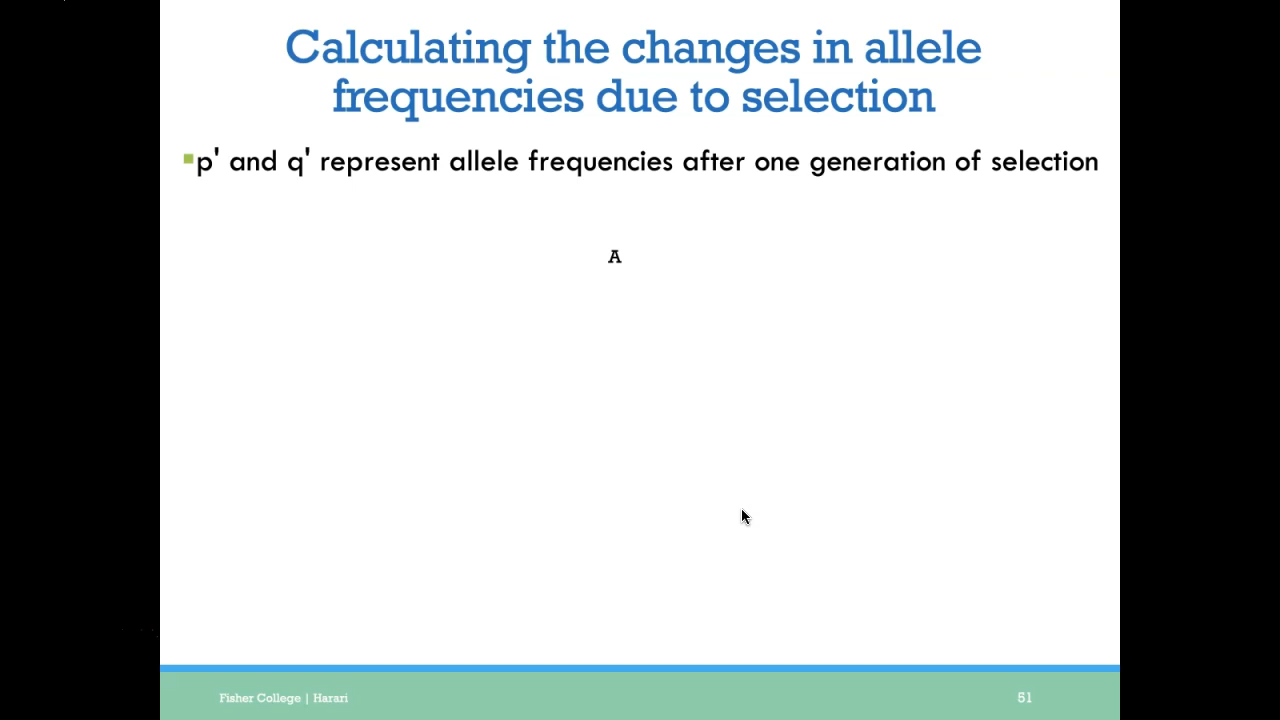 Calculating the changes in allele
frequencies due to selection
p' and q' represent allele frequencies after one generation of selection
A
Fisher College | Harari
51